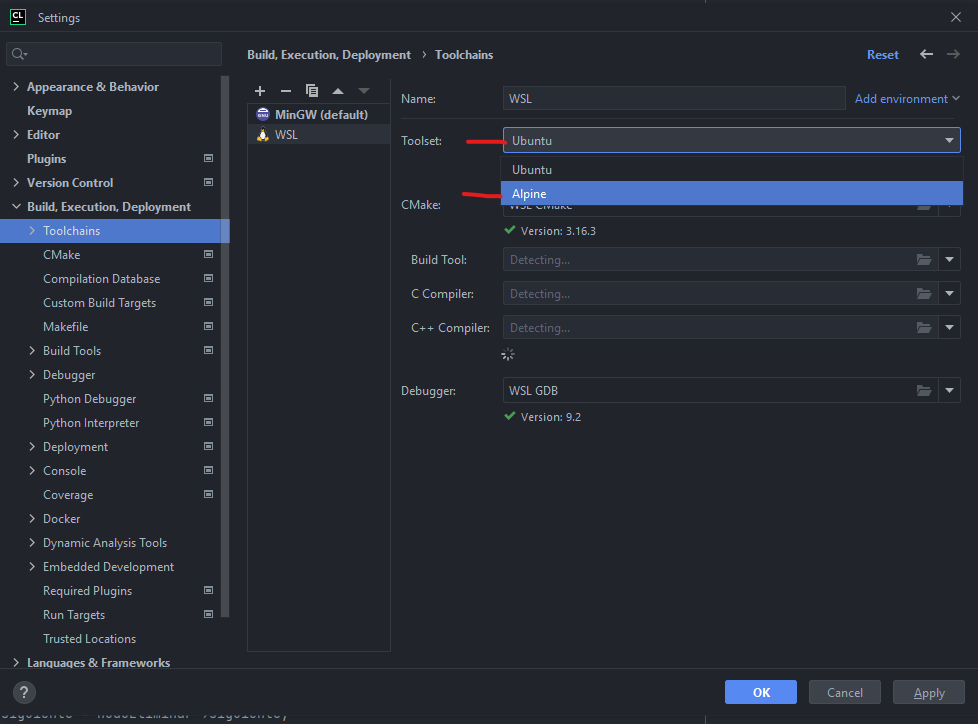 CL Settings
Build, Execution, Deployment › Toolchains Reset
Appearance & Behavior
Keymap
Editor
Plugins
Version Control
Build, Execution, Deployment
Toolchains
CMake
Compilation Database
Custom Build Targets
Makefile
Build Tools
Debugger
Python Debugger
Python Interpreter
Deployment
Console
Coverage
Docker
Dynamic Analysis Tools
Embedded Development
Required Plugins
Run Targets
Trusted Locations
Languages & Frameworks
MinGW (default)
WSL
Name: WSL Add environment
Toolset: Ubuntu
Ubuntu
Alpine
CMake: WSL CMake
Version: 3.16.3
Build Tool: Detecting...
C Compiler: Detecting...
C++ Compiler: Detecting...
Debugger: WSL GDB
Version: 9.2
? OK Cancel Apply